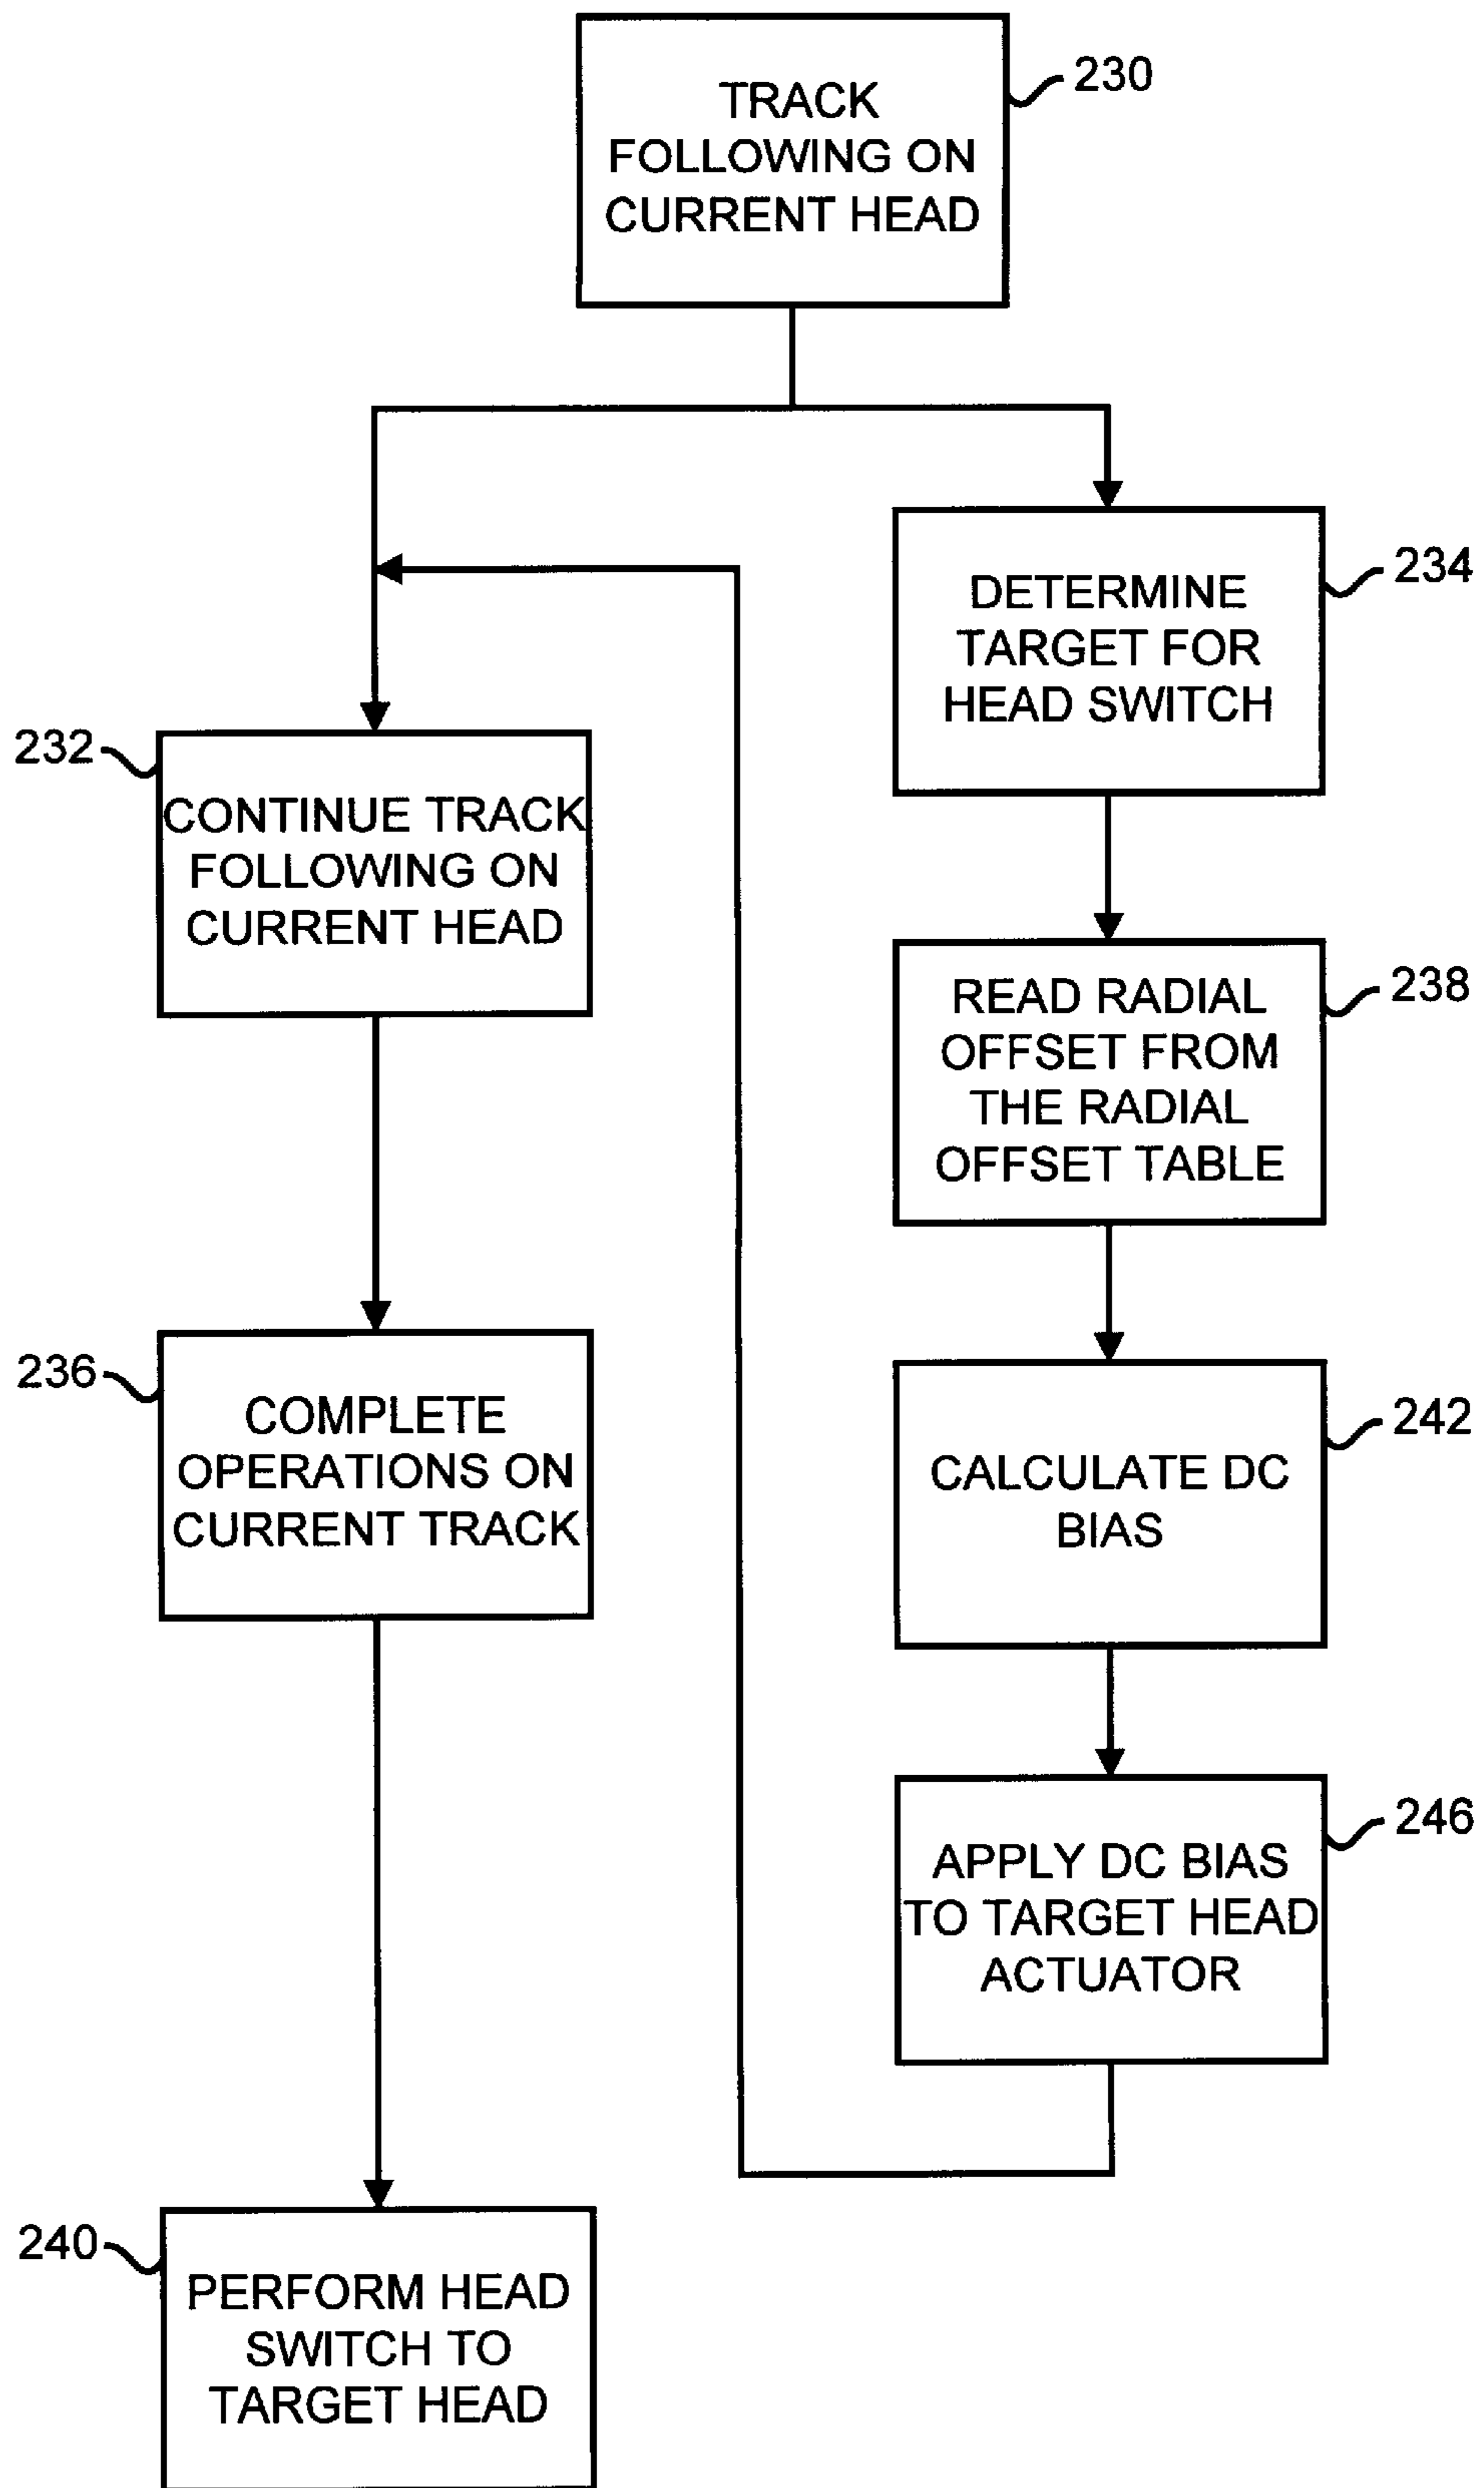 TRACK
FOLLOWING ON
CURRENT HEAD
230
DETERMINE
TARGET FOR
HEAD SWITCH
234
232
CONTINUE TRACK
FOLLOWING ON
CURRENT HEAD
READ RADIAL
OFFSET FROM
THE RADIAL
OFFSET TABLE
238
236
COMPLETE
OPERATIONS ON
CURRENT TRACK
CALCULATE DC
BIAS
242
APPLY DC BIAS
TO TARGET HEAD
ACTUATOR
246
240
PERFORM HEAD
SWITCH TO
TARGET HEAD